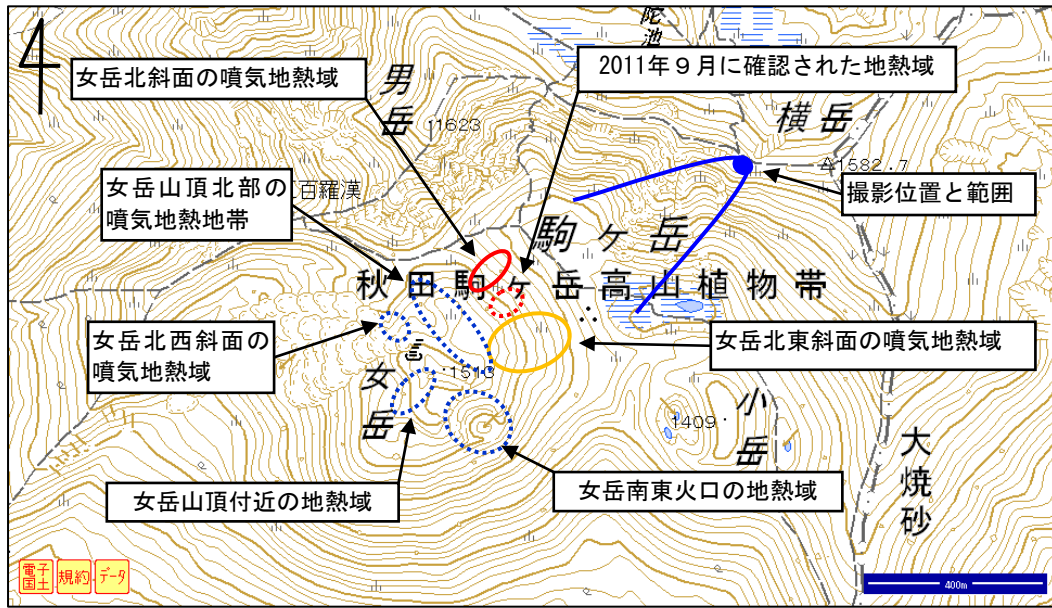 陀池
女岳北斜面の噴気地熱域
2011年9月に確認された地熱域
男岳
1623
横岳
1582.7
女岳山頂北部の
噴気地熱地帯
百羅漢
撮影位置と範囲
駒ヶ岳
秋田駒ヶ岳高山植物帯
女岳北西斜面の
噴気地熱域
女岳北東斜面の噴気地熱域
1513
女岳
小岳
1409
大焼砂
女岳山頂付近の地熱域
女岳南東火口の地熱域
電子
国土
規約
データ
400m